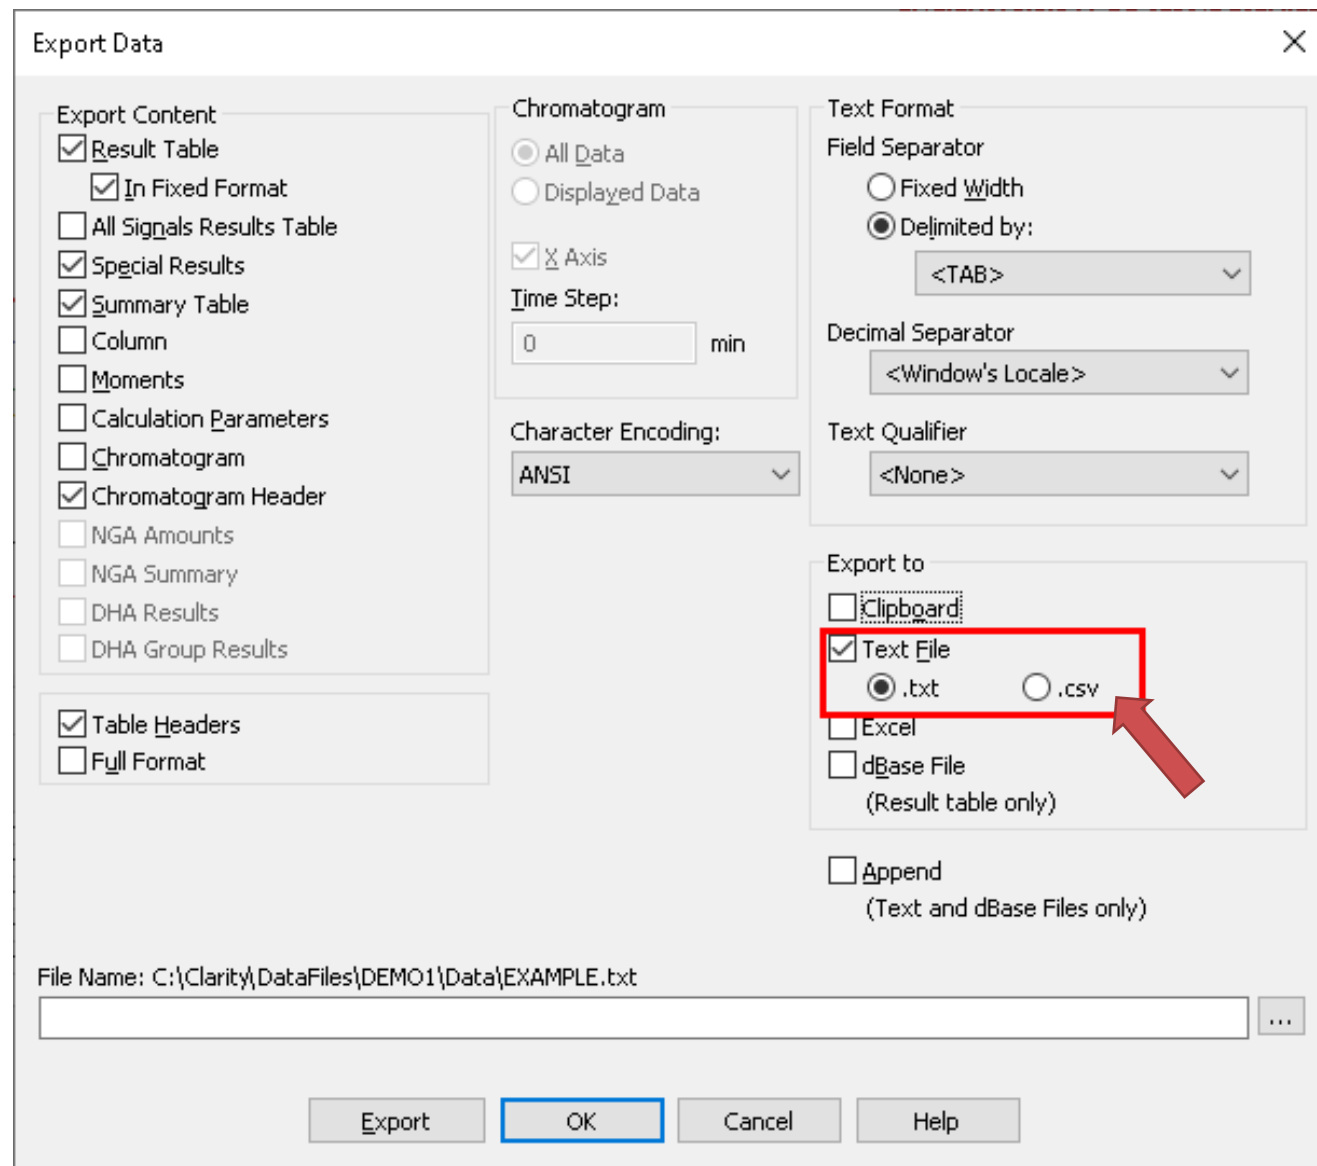 Export Data
Export Content
Result Table
In Fixed Format
All Signals Results Table
Special Results
Summary Table
Column
Moments
Calculation Parameters
Chromatogram
Chromatogram Header
NGA Amounts
NGA Summary
DHA Results
DHA Group Results
Table Headers
Full Format
Chromatogram
All Data
Displayed Data
X Axis
Time Step:
0 min
Character Encoding:
ANSI
Text Format
Field Separator
Fixed Width
Delimited by:
<TAB>
Decimal Separator
<Window's Locale>
Text Qualifier
<None>
Export to
Clipboard
Text File
.txt .csv
Excel
dBase File
(Result table only)
Append
(Text and dBase Files only)
File Name: C:\Clarity\DataFiles\DEMO1\Data\EXAMPLE.txt
...
Export OK Cancel Help